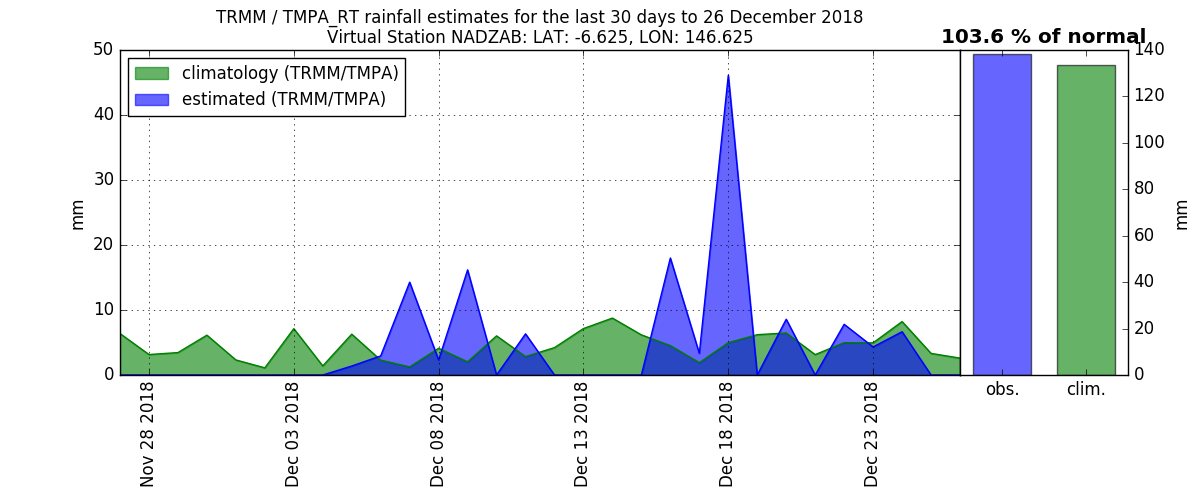 TRMM / TMPA_RT rainfall estimates for the last 30 days to 26 December 2018
Virtual Station NADZAB: LAT: -6.625, LON: 146.625
103.6 % of normal
climatology (TRMM/TMPA)
estimated (TRMM/TMPA)
50
40
30
20
10
0
mm
Nov 28 2018
Dec 03 2018
Dec 08 2018
Dec 13 2018
Dec 18 2018
Dec 23 2018
obs.
clim.
140
120
100
80
60
40
20
0
mm